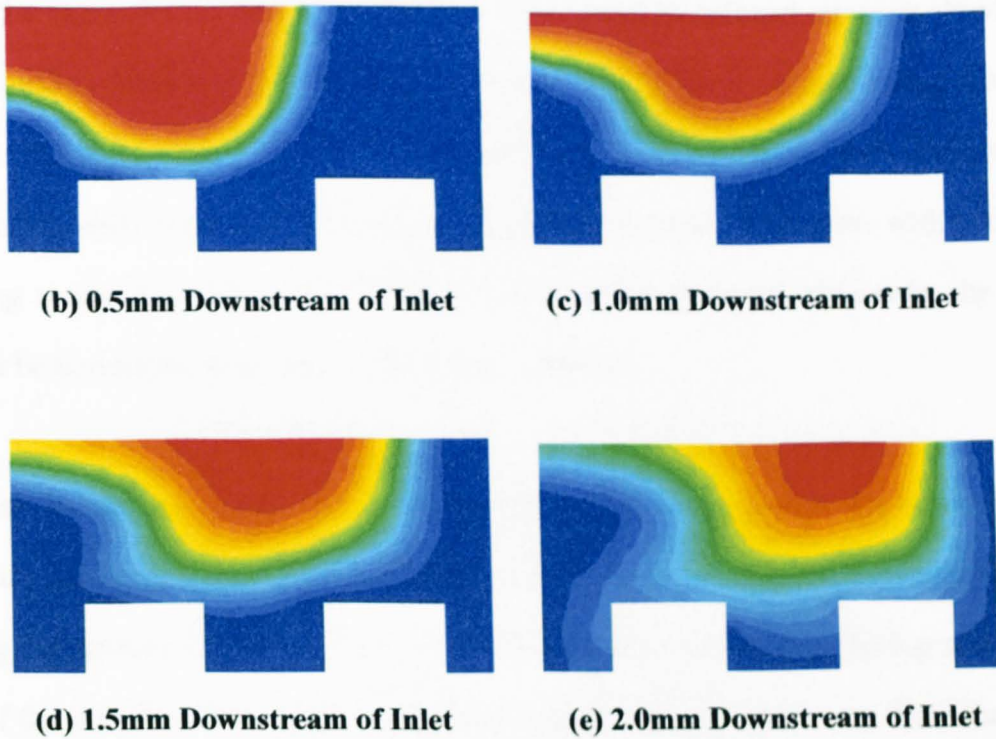 (b) 0.5mm Downstream of Inlet
(c) 1.0mm Downstream of Inlet
(d) 1.5mm Downstream of Inlet
(e) 2.0mm Downstream of Inlet